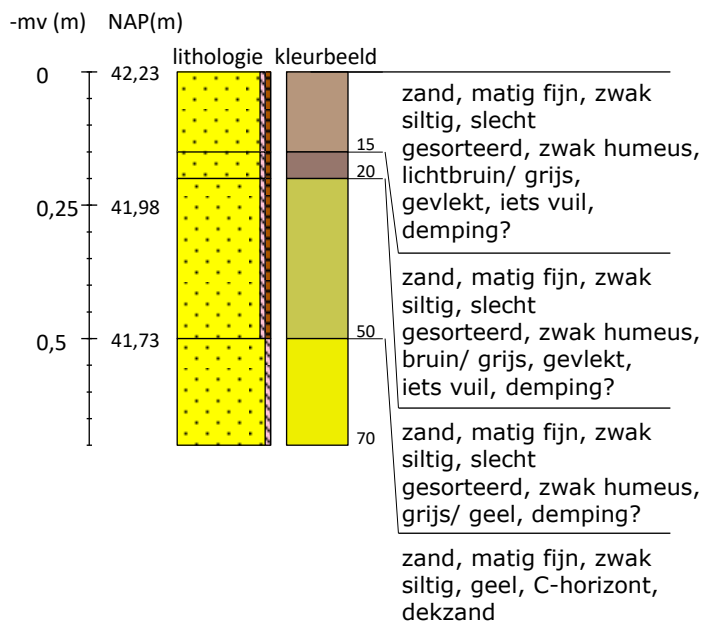 -mv (m) NAP(m)
lithologie kleurbeeld
0 42,23
zand, matig fijn, zwak
siltig, slecht
gesorteerd, zwak humeus,
lichtbruin/ grijs,
gevlekt, iets vuil,
demping?
15
20
0,25 41,98
zand, matig fijn, zwak
siltig, slecht
gesorteerd, zwak humeus,
bruin/ grijs, gevlekt,
iets vuil, demping?
0,5 41,73
50
zand, matig fijn, zwak
siltig, slecht
gesorteerd, zwak humeus,
grijs/ geel, demping?
70
zand, matig fijn, zwak
siltig, geel, C-horizont,
dekzand